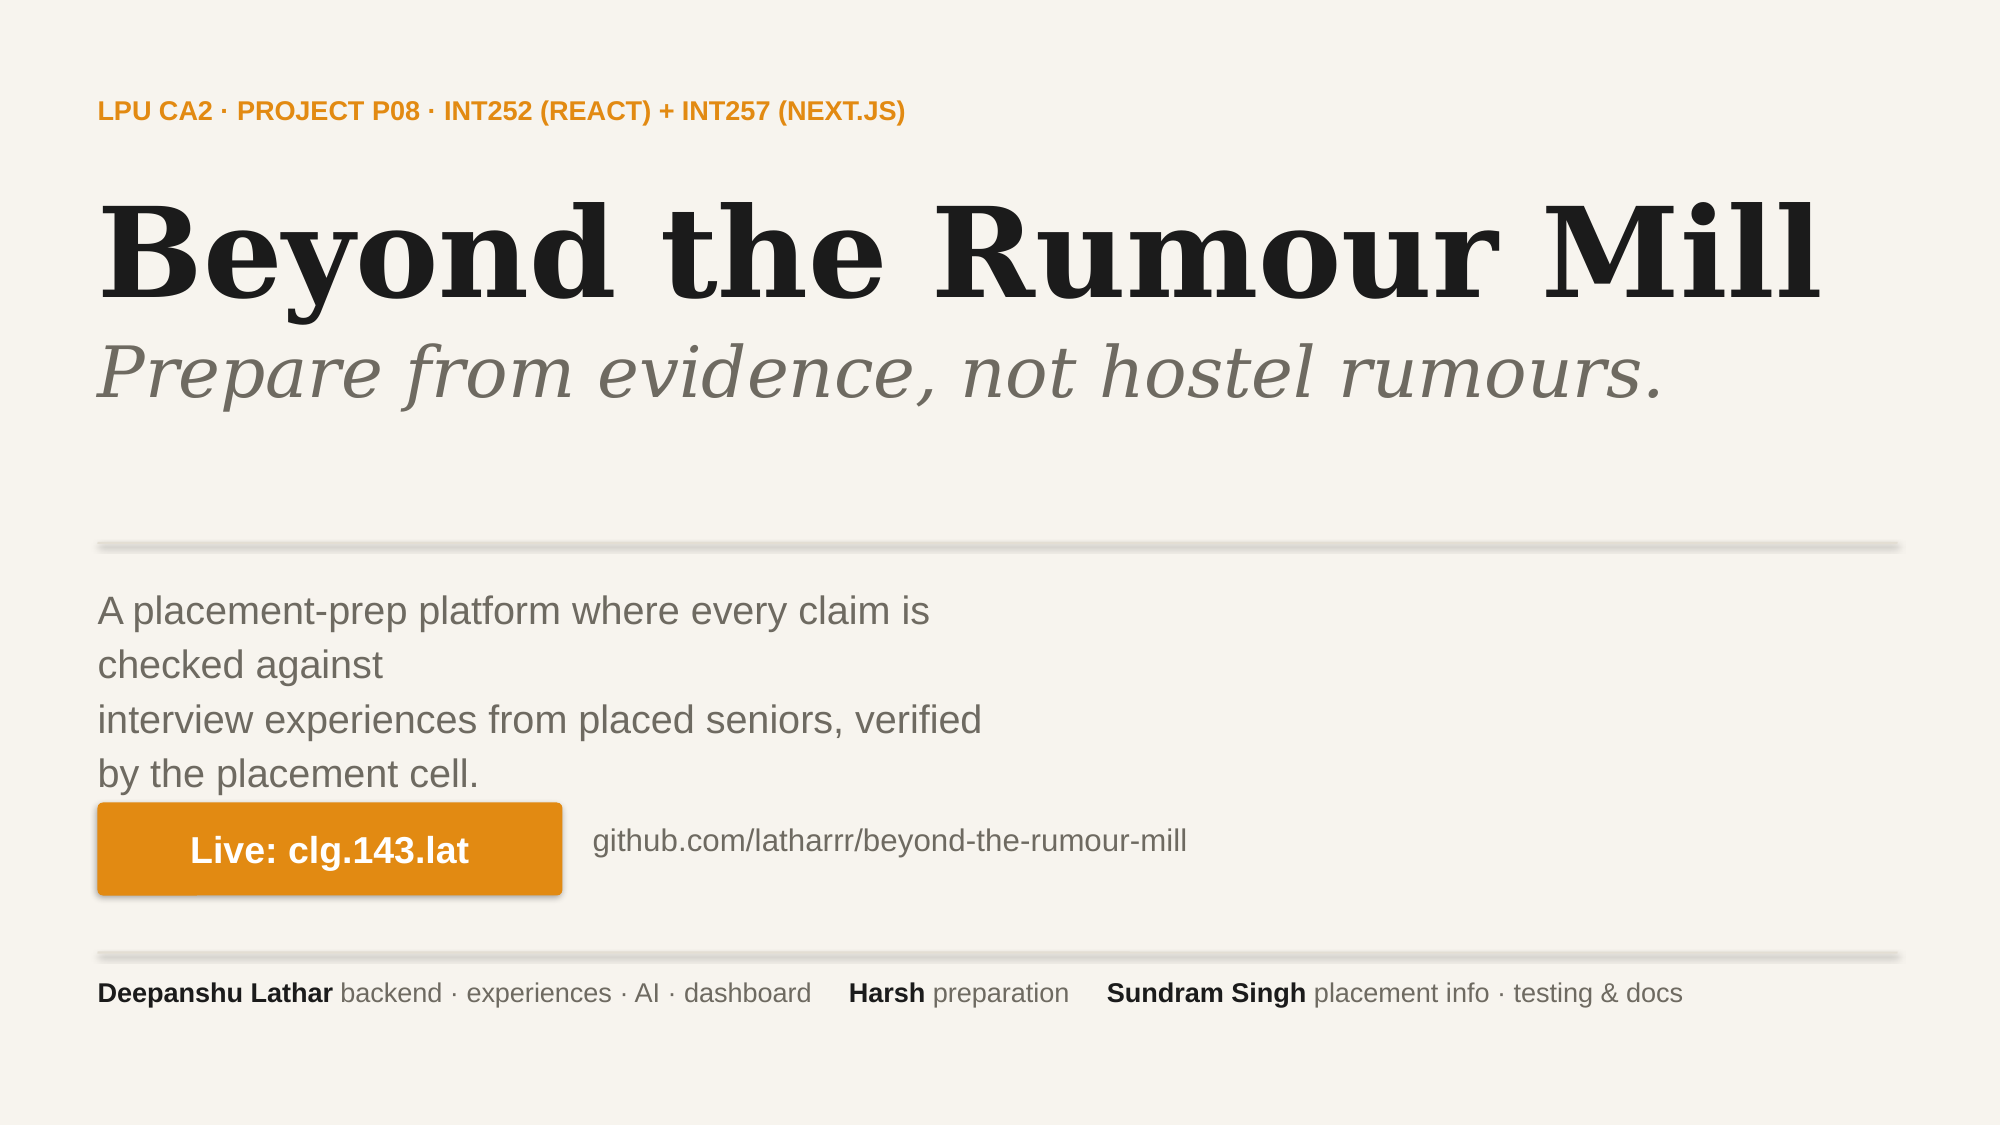 LPU CA2 · PROJECT P08 · INT252 (REACT) + INT257 (NEXT.JS)
Beyond the Rumour Mill
Prepare from evidence, not hostel rumours.
A placement-prep platform where every claim is
checked against
interview experiences from placed seniors, verified
by the placement cell.
Live: clg.143.lat
github.com/latharrr/beyond-the-rumour-mill
Deepanshu Lathar backend · experiences · AI · dashboard Harsh preparation Sundram Singh placement info · testing & docs